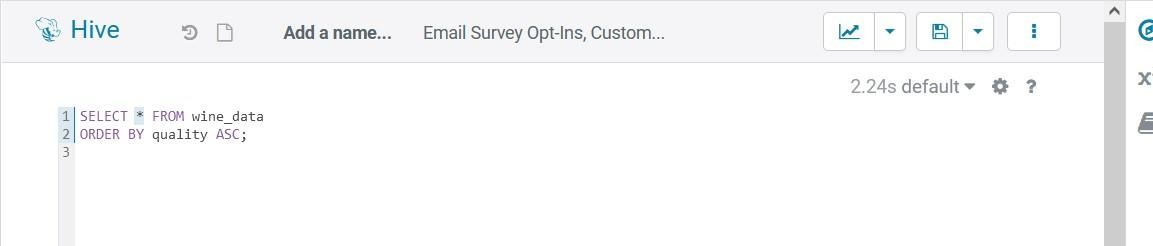 Hive Add a name... Email Survey Opt-Ins, Custom...
2.24s default ?
1 SELECT * FROM wine_data
2 ORDER BY quality ASC;
3